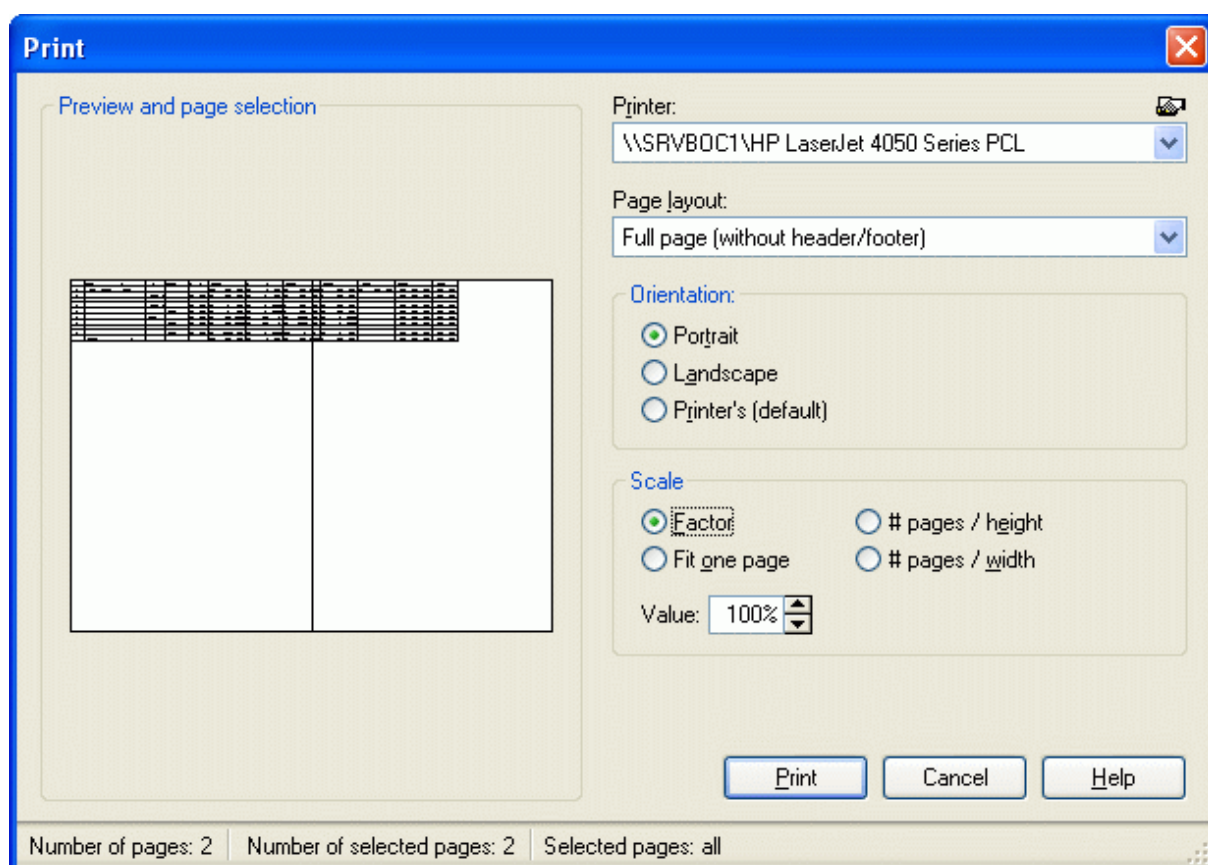 Print
Preview and page selection
Printer:
\\SRVBOC1\HP LaserJet 4050 Series PCL
Page layout:
Full page (without header/footer)
Orientation:
Portrait
Landscape
Printer's (default)
Scale
Factor
# pages / height
Fit one page
# pages / width
Value: 100%
Print Cancel Help
Number of pages: 2 Number of selected pages: 2 Selected pages: all